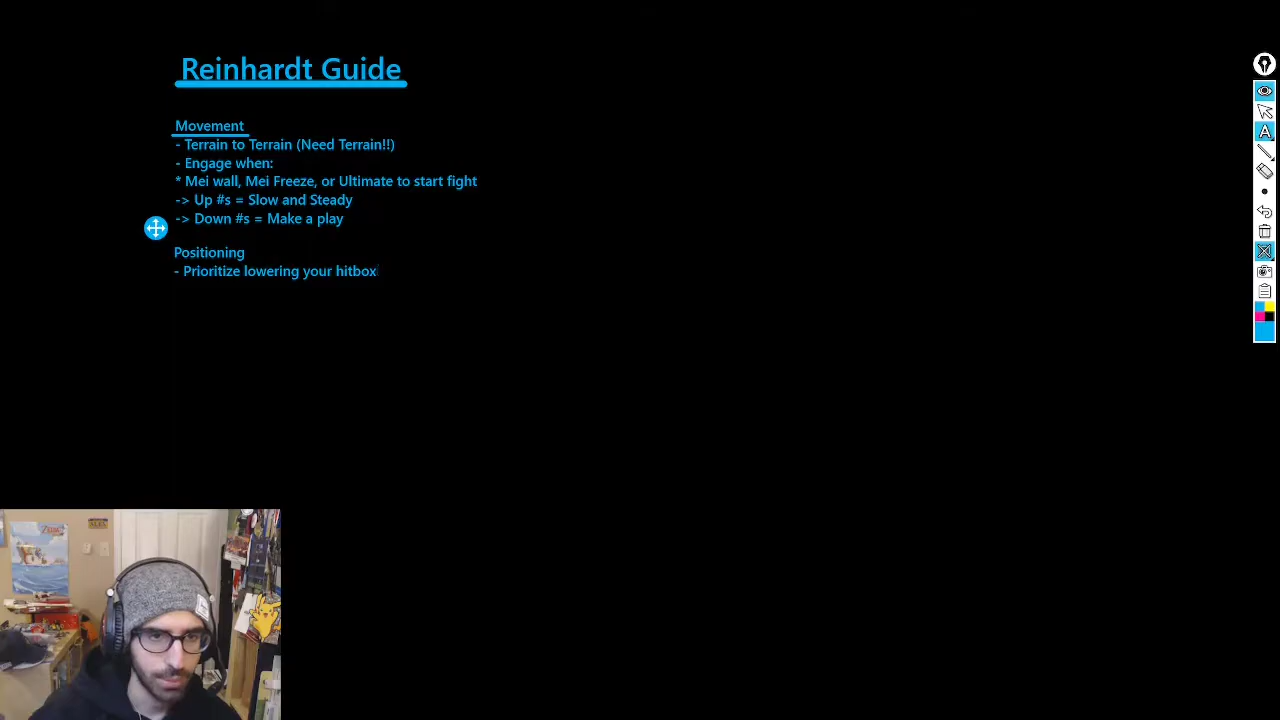 Reinhardt Guide
Movement
- Terrain to Terrain (Need Terrain!!)
- Engage when:
* Mei wall, Mei Freeze, or Ultimate to start fight
-> Up #s = Slow and Steady
-> Down #s = Make a play
Positioning
- Prioritize lowering your hitbox
A
ZELDA